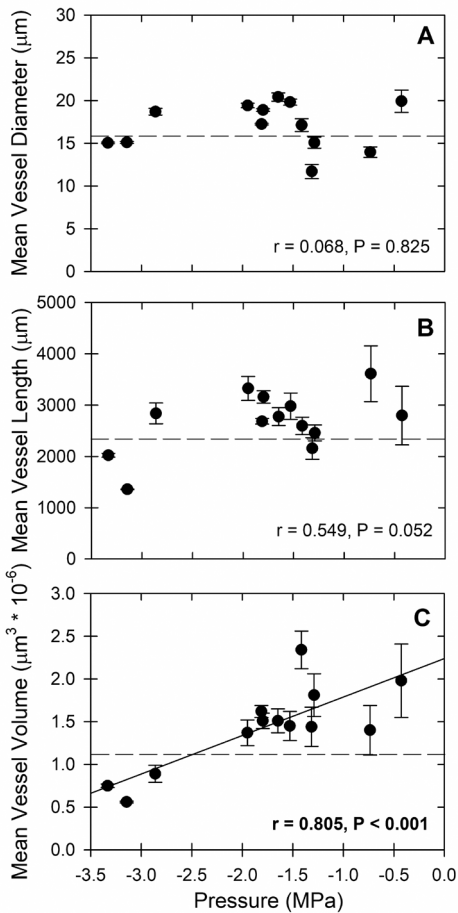 30
25
20
15
10
5
0
Mean Vessel Diameter (μm)
A
r = 0.068, P = 0.825
5000
4000
3000
2000
1000
0
Mean Vessel Length (μm)
B
r = 0.549, P = 0.052
3.0
2.5
2.0
1.5
1.0
0.5
0.0
Mean Vessel Volume (μm³ * 10⁻⁶)
C
r = 0.805, P < 0.001
-3.5 -3.0 -2.5 -2.0 -1.5 -1.0 -0.5 0.0
Pressure (MPa)